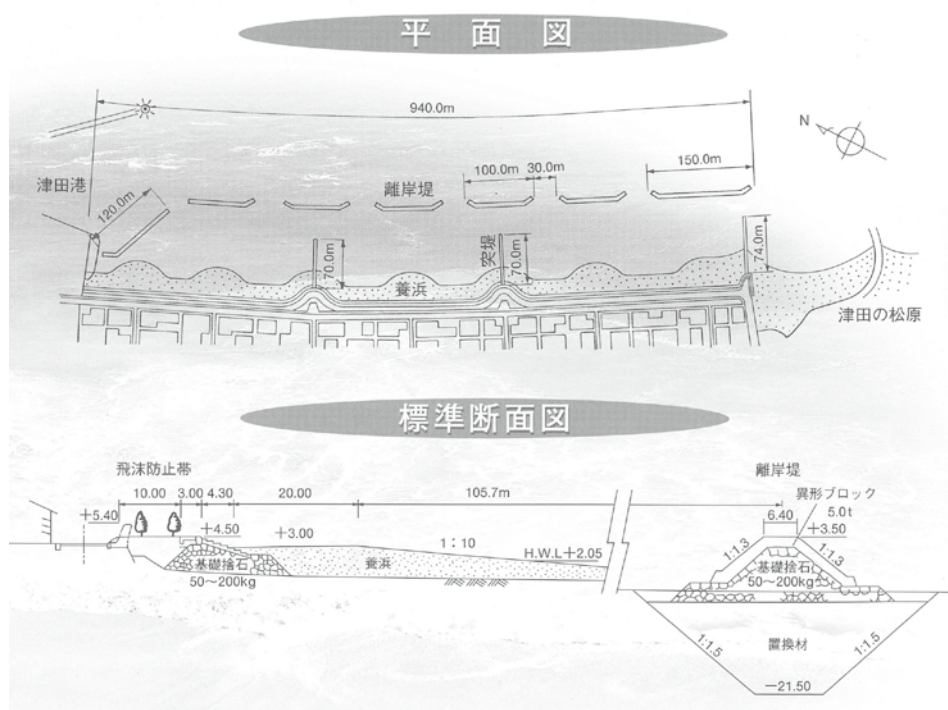 平面図
940.0m
N
津田港
120.0m
離岸堤
100.0m
30.0m
150.0m
70.0m
突堤
70.0m
74.0m
養浜
津田の松原
標準断面図
飛沫防止帯
離岸堤
10.00
3.00
4.30
20.00
105.7m
異形ブロック
5.0t
6.40
+5.40
+4.50
+3.00
+3.50
1:10
H.W.L+2.05
1:1.3
1:1.3
基礎捨石
50~200kg
養浜
基礎捨石
50~200kg
置換材
1:1.5
1:1.5
-21.50